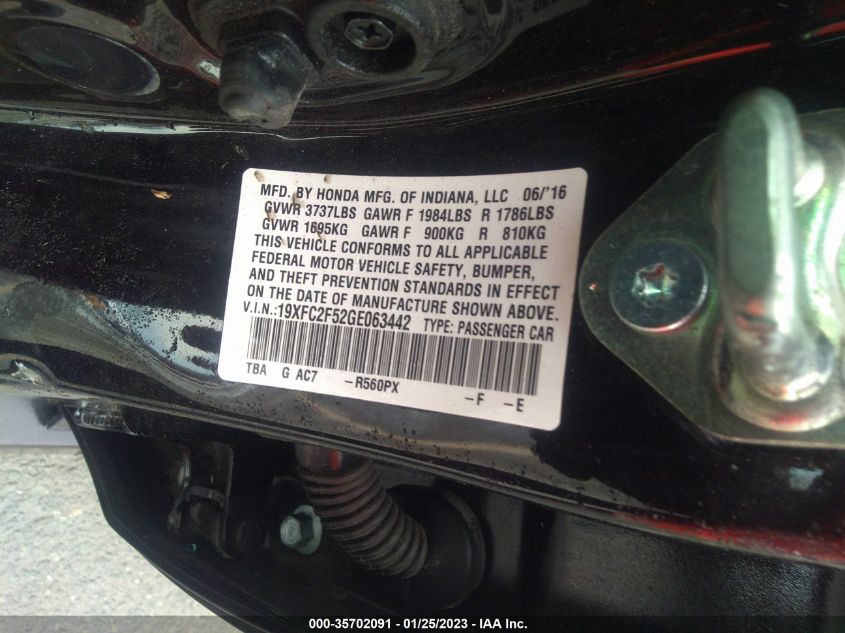 MFD. BY HONDA MFG. OF INDIANA, LLC 06/'16
GVWR 3737LBS GAWR F 1984LBS R 1786LBS
GVWR 1695KG GAWR F 900KG R 810KG
THIS VEHICLE CONFORMS TO ALL APPLICABLE
FEDERAL MOTOR VEHICLE SAFETY, BUMPER,
AND THEFT PREVENTION STANDARDS IN EFFECT
ON THE DATE OF MANUFACTURE SHOWN ABOVE.
V.I.N.:19XFC2F52GE063442 TYPE: PASSENGER CAR
TBA G AC7 -R560PX -F -E
000-35702091 - 01/25/2023 - IAA Inc.